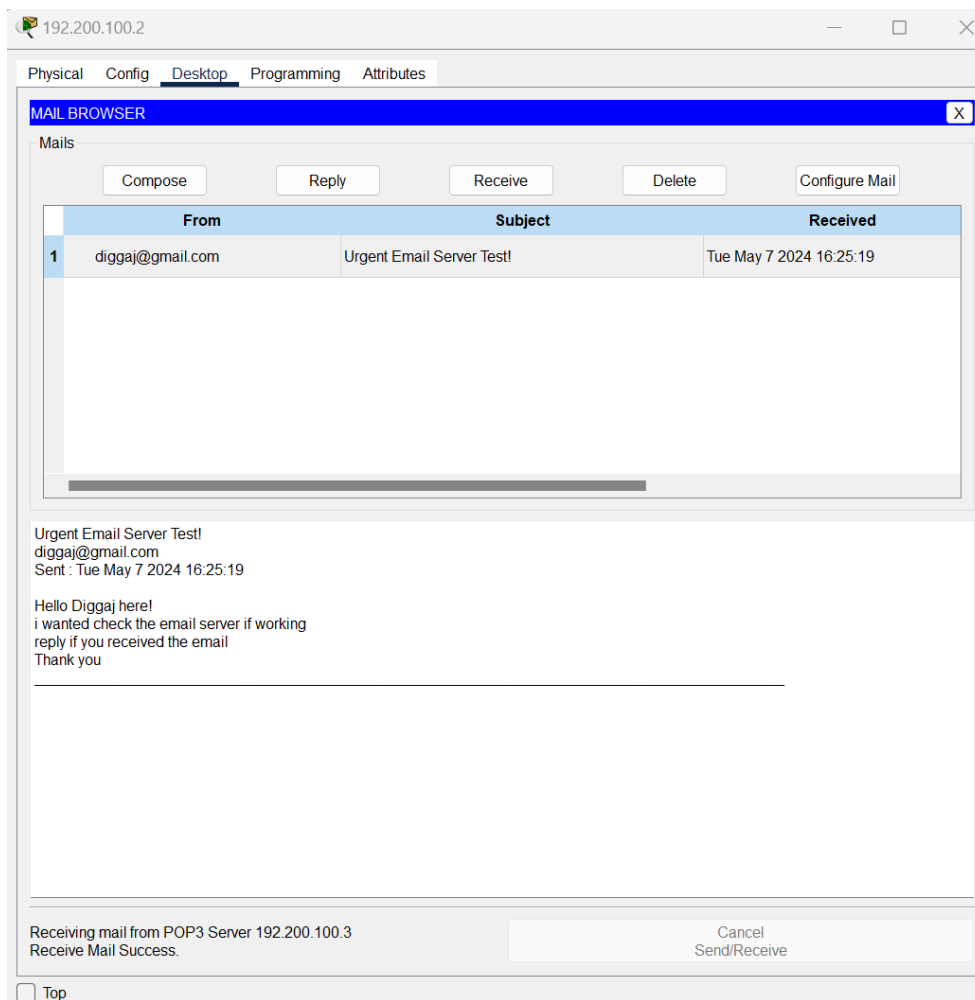 192.200.100.2
Physical Config Desktop Programming Attributes
MAIL BROWSER X
Mails
Compose Reply Receive Delete Configure Mail
From Subject Received
1 diggaj@gmail.com Urgent Email Server Test! Tue May 7 2024 16:25:19
Urgent Email Server Test!
diggaj@gmail.com
Sent : Tue May 7 2024 16:25:19
Hello Diggaj here!
i wanted check the email server if working
reply if you received the email
Thank you
Receiving mail from POP3 Server 192.200.100.3
Receive Mail Success.
Cancel
Send/Receive
Top